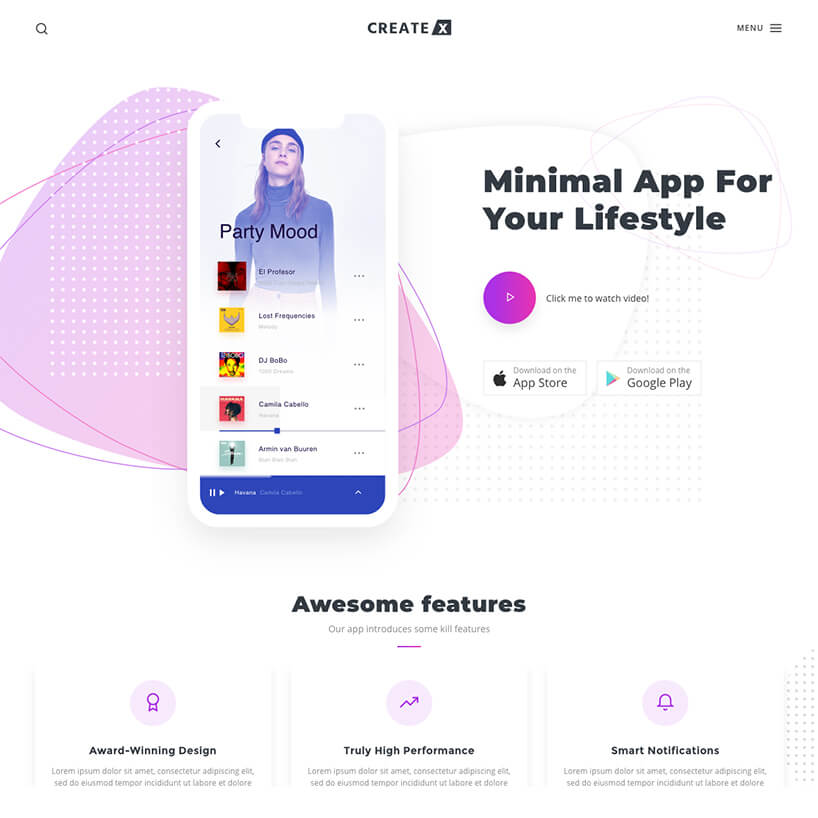 CREATE X
MENU
Minimal App For
Your Lifestyle
Click me to watch video!
Download on the
App Store
Download on the
Google Play
Party Mood
El Profesor
Lost Frequencies
Melody
DJ BoBo
1000 Dreams
Camila Cabello
Havana
Armin van Buuren
Blah Blah Blah
Havana Camila Cabello
Awesome features
Our app introduces some kill features
Award-Winning Design
Lorem ipsum dolor sit amet, consectetur adipiscing elit,
sed do eiusmod tempor incididunt ut labore et dolore
Truly High Performance
Lorem ipsum dolor sit amet, consectetur adipiscing elit,
sed do eiusmod tempor incididunt ut labore et dolore
Smart Notifications
Lorem ipsum dolor sit amet, consectetur adipiscing elit,
sed do eiusmod tempor incididunt ut labore et dolore